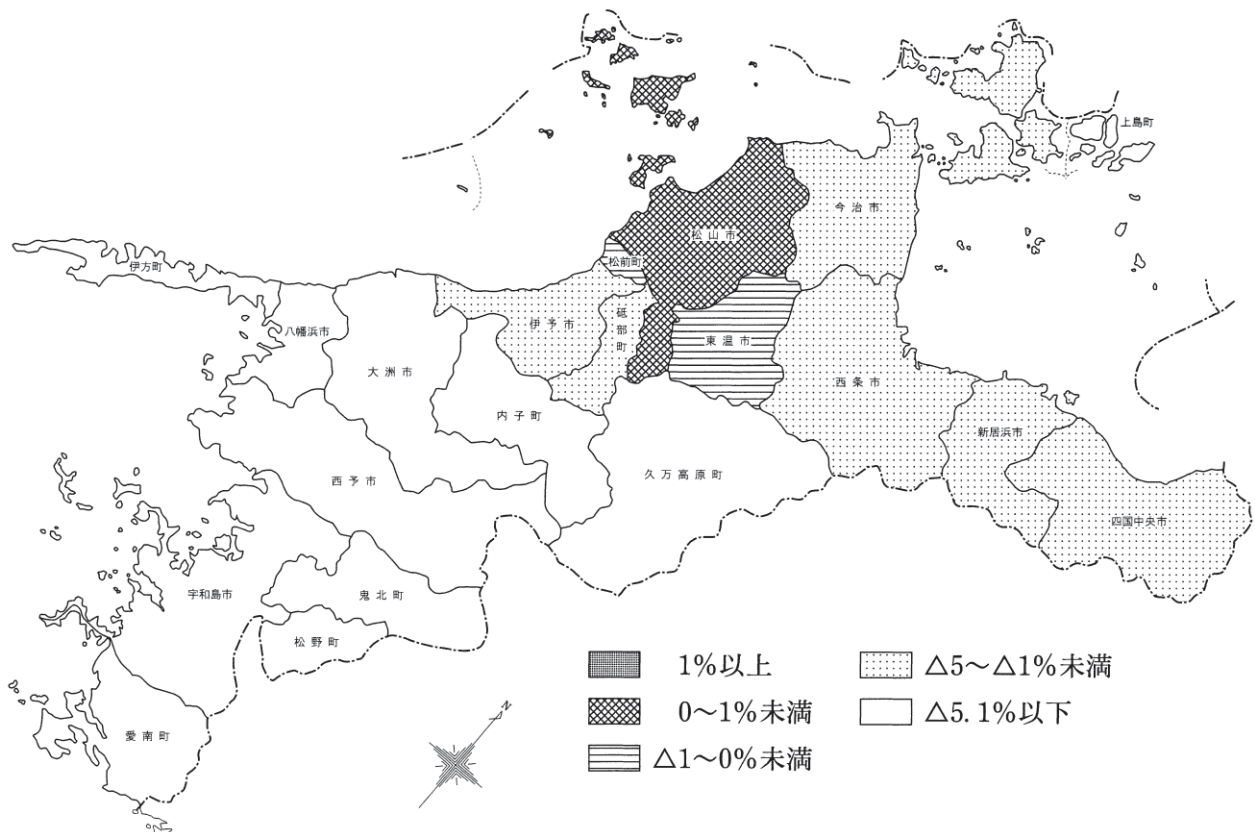 上島町
今治市
松山市
松前町
伊方町
砥部町
伊予市
東温市
八幡浜市
大洲市
西条市
内子町
新居浜市
久万高原町
西予市
四国中央市
宇和島市
鬼北町
松野町
愛南町
N
1%以上
△5～△1%未満
0～1%未満
△5.1%以下
△1～0%未満